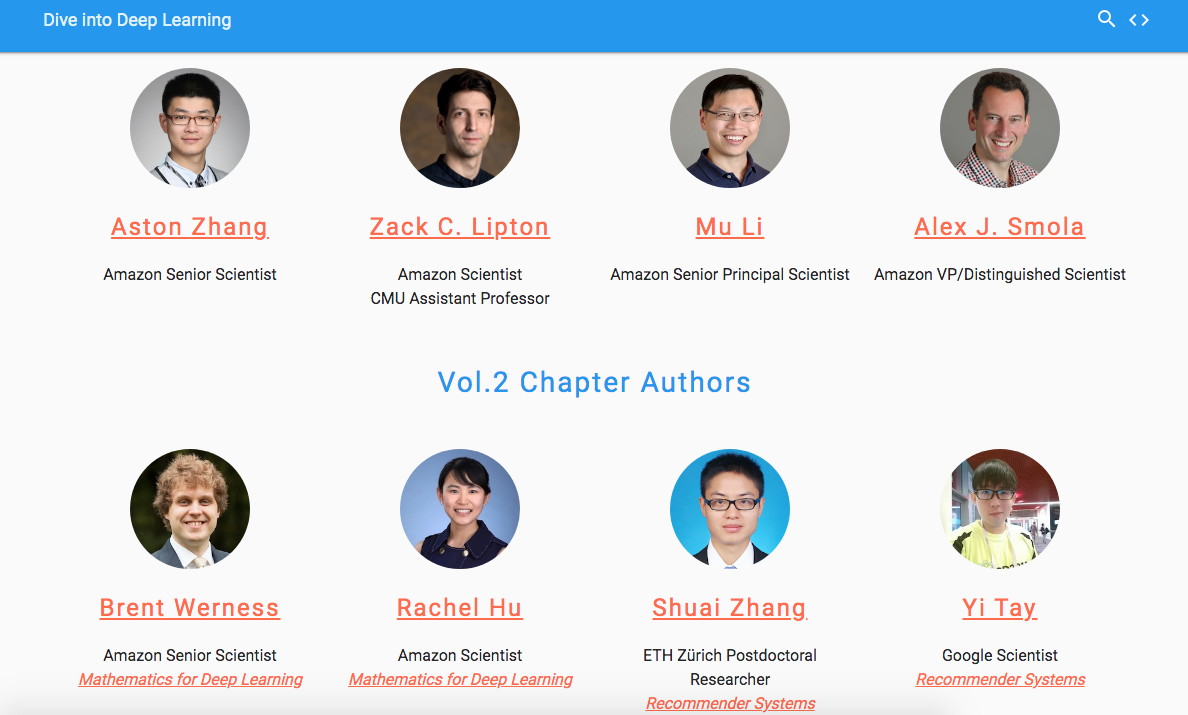 Dive into Deep Learning
Aston Zhang
Zack C. Lipton
Mu Li
Alex J. Smola
Amazon Senior Scientist
Amazon Scientist
CMU Assistant Professor
Amazon Senior Principal Scientist
Amazon VP/Distinguished Scientist
Vol.2 Chapter Authors
Brent Werness
Rachel Hu
Shuai Zhang
Yi Tay
Amazon Senior Scientist
Mathematics for Deep Learning
Amazon Scientist
Mathematics for Deep Learning
ETH Zürich Postdoctoral
Researcher
Recommender Systems
Google Scientist
Recommender Systems